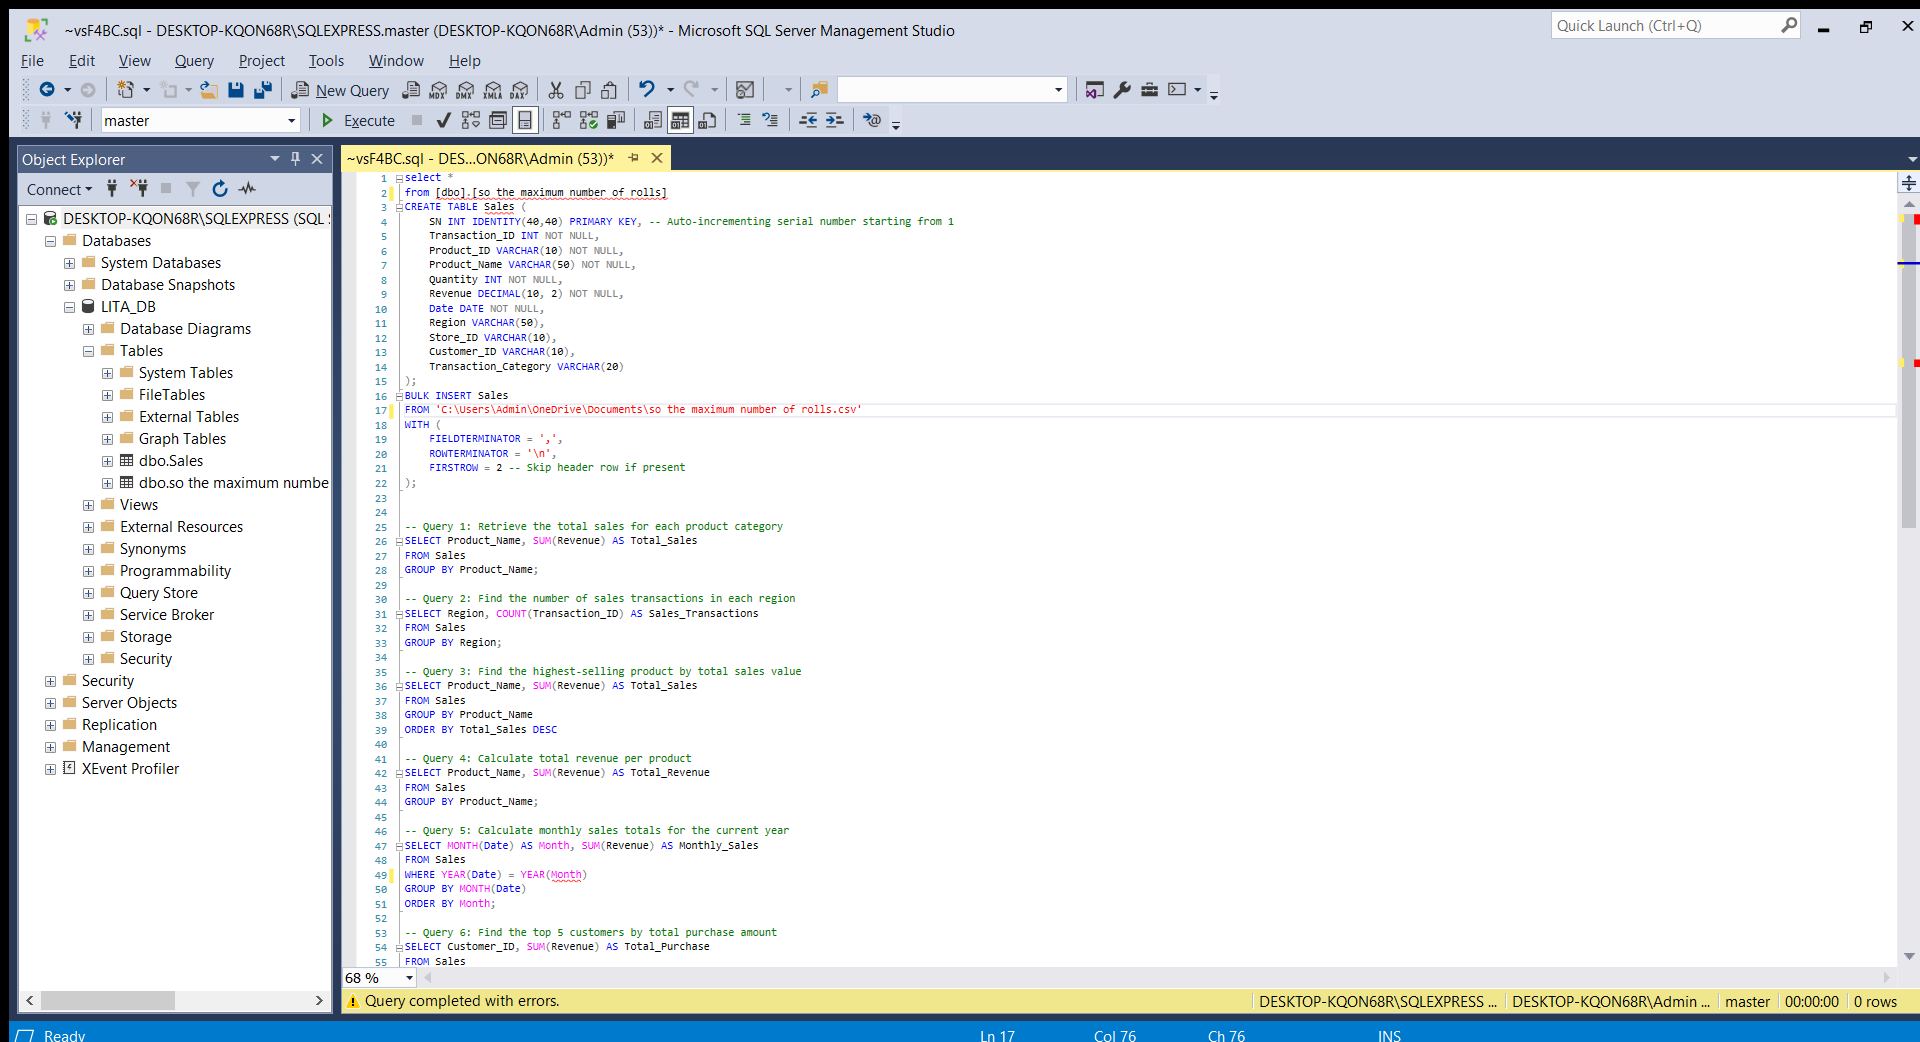 ~vsF4BC.sql - DESKTOP-KQON68R\SQLEXPRESS.master (DESKTOP-KQON68R\Admin (53))* - Microsoft SQL Server Management Studio
Quick Launch (Ctrl+Q)
File Edit View Query Project Tools Window Help
New Query MDX DMX XMLA DAX
master Execute
Object Explorer
Connect
DESKTOP-KQON68R\SQLEXPRESS (SQL
Databases
System Databases
Database Snapshots
LITA_DB
Database Diagrams
Tables
System Tables
FileTables
External Tables
Graph Tables
dbo.Sales
dbo.so the maximum numbe
Views
External Resources
Synonyms
Programmability
Query Store
Service Broker
Storage
Security
Security
Server Objects
Replication
Management
XEvent Profiler
~vsF4BC.sql - DES...ON68R\Admin (53))*
1 select *
2 from [dbo].[so the maximum number of rolls]
3 CREATE TABLE Sales (
4 SN INT IDENTITY(40,40) PRIMARY KEY, -- Auto-incrementing serial number starting from 1
5 Transaction_ID INT NOT NULL,
6 Product_ID VARCHAR(10) NOT NULL,
7 Product_Name VARCHAR(50) NOT NULL,
8 Quantity INT NOT NULL,
9 Revenue DECIMAL(10, 2) NOT NULL,
10 Date DATE NOT NULL,
11 Region VARCHAR(50),
12 Store_ID VARCHAR(10),
13 Customer_ID VARCHAR(10),
14 Transaction_Category VARCHAR(20)
15 );
16 BULK INSERT Sales
17 FROM 'C:\Users\Admin\OneDrive\Documents\so the maximum number of rolls.csv'
18 WITH (
19 FIELDTERMINATOR = ',',
20 ROWTERMINATOR = '\n',
21 FIRSTROW = 2 -- Skip header row if present
22 );
23
24
25 -- Query 1: Retrieve the total sales for each product category
26 SELECT Product_Name, SUM(Revenue) AS Total_Sales
27 FROM Sales
28 GROUP BY Product_Name;
29
30 -- Query 2: Find the number of sales transactions in each region
31 SELECT Region, COUNT(Transaction_ID) AS Sales_Transactions
32 FROM Sales
33 GROUP BY Region;
34
35 -- Query 3: Find the highest-selling product by total sales value
36 SELECT Product_Name, SUM(Revenue) AS Total_Sales
37 FROM Sales
38 GROUP BY Product_Name
39 ORDER BY Total_Sales DESC
40
41 -- Query 4: Calculate total revenue per product
42 SELECT Product_Name, SUM(Revenue) AS Total_Revenue
43 FROM Sales
44 GROUP BY Product_Name;
45
46 -- Query 5: Calculate monthly sales totals for the current year
47 SELECT MONTH(Date) AS Month, SUM(Revenue) AS Monthly_Sales
48 FROM Sales
49 WHERE YEAR(Date) = YEAR(Month)
50 GROUP BY MONTH(Date)
51 ORDER BY Month;
52
53 -- Query 6: Find the top 5 customers by total purchase amount
54 SELECT Customer_ID, SUM(Revenue) AS Total_Purchase
55 FROM Sales
68 %
Query completed with errors. DESKTOP-KQON68R\SQLEXPRESS ... DESKTOP-KQON68R\Admin ... master 00:00:00 0 rows
Ready Ln 17 Col 76 Ch 76 INS